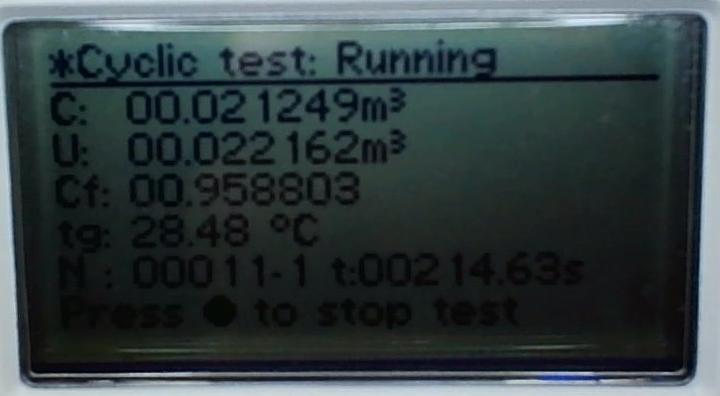 *Cyclic test: Running
C: 00.021249m³
U: 00.022162m³
Cf: 00.958803
tg: 28.48 °C
N : 00011-1 t:00214.63s
Press ● to stop test